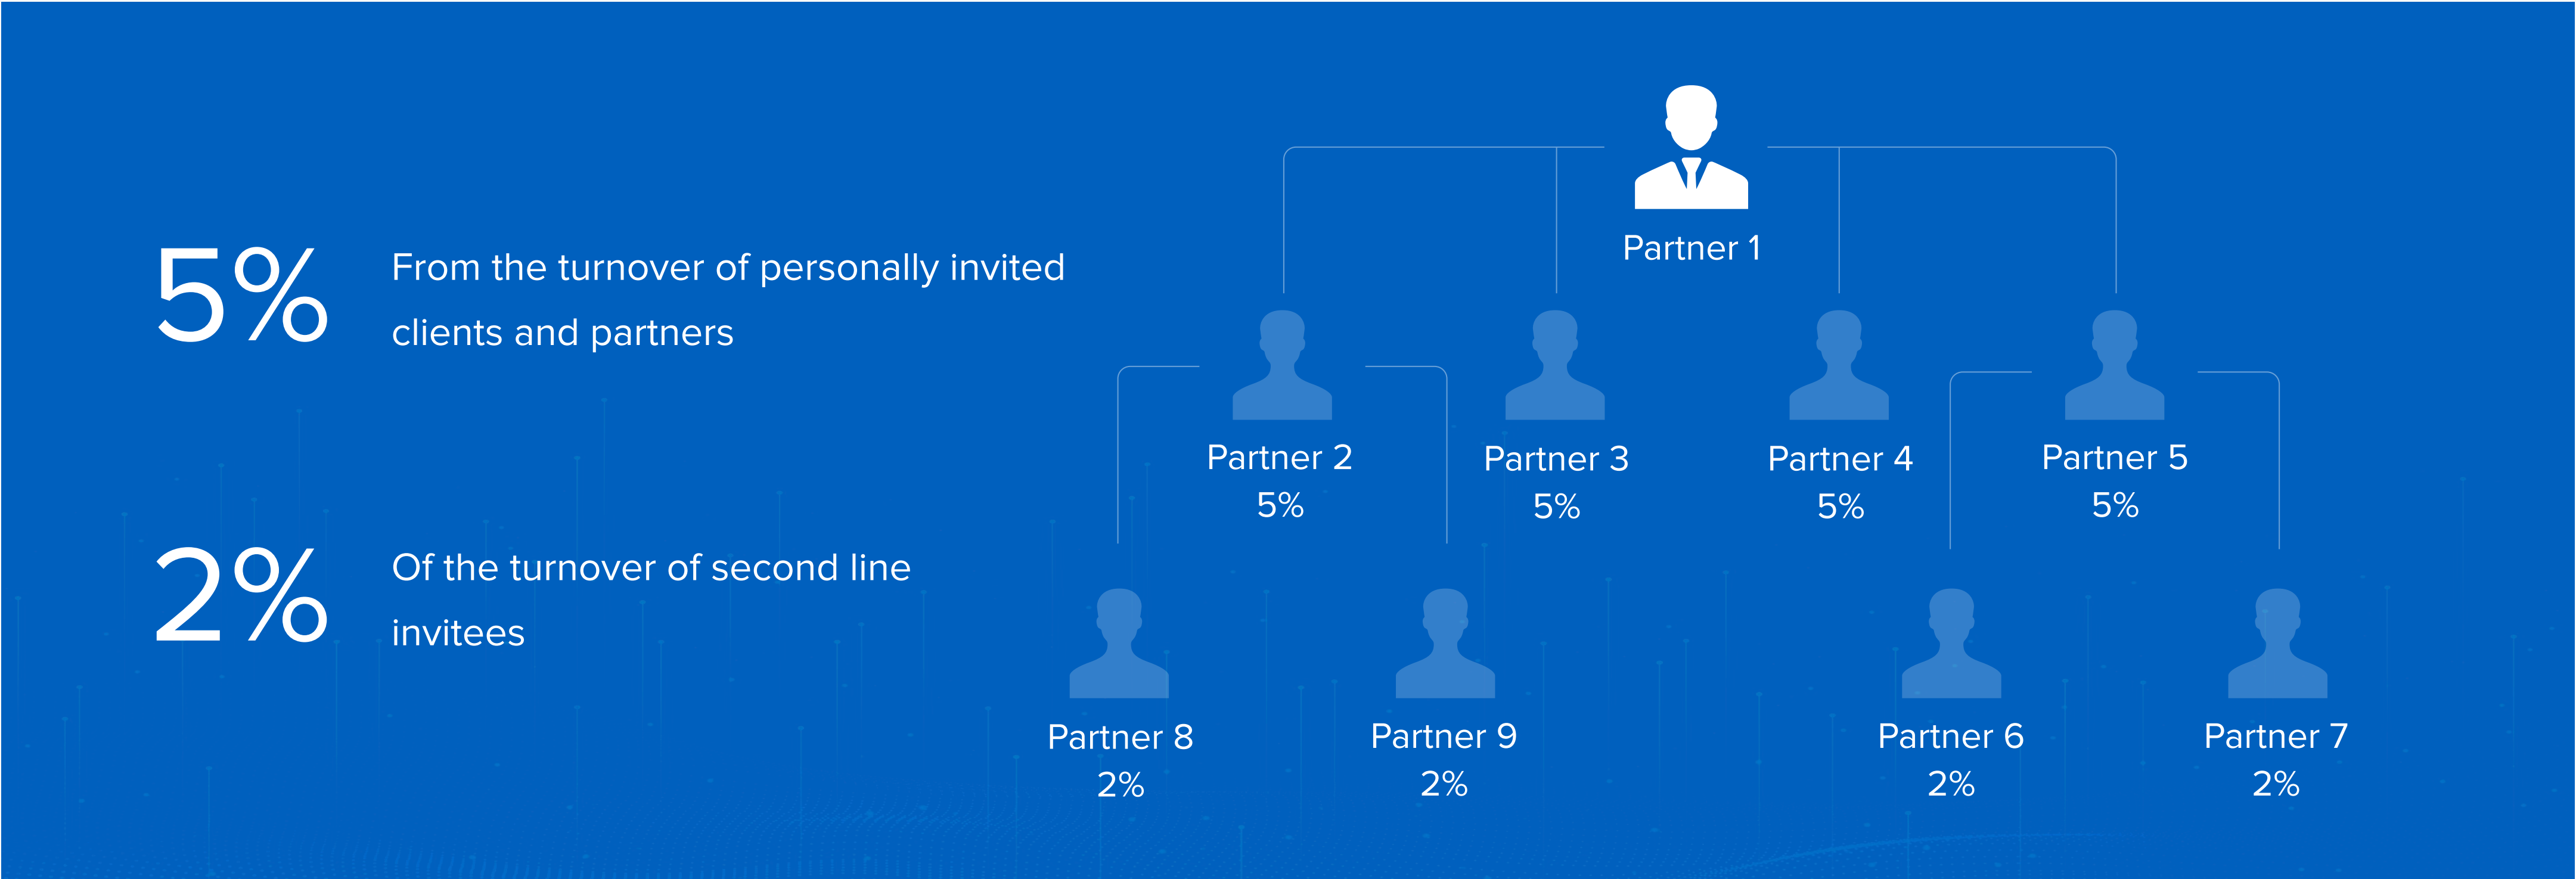 5%
From the turnover of personally invited
clients and partners
2%
Of the turnover of second line
invitees
Partner 1
Partner 2
5%
Partner 3
5%
Partner 4
5%
Partner 5
5%
Partner 8
2%
Partner 9
2%
Partner 6
2%
Partner 7
2%